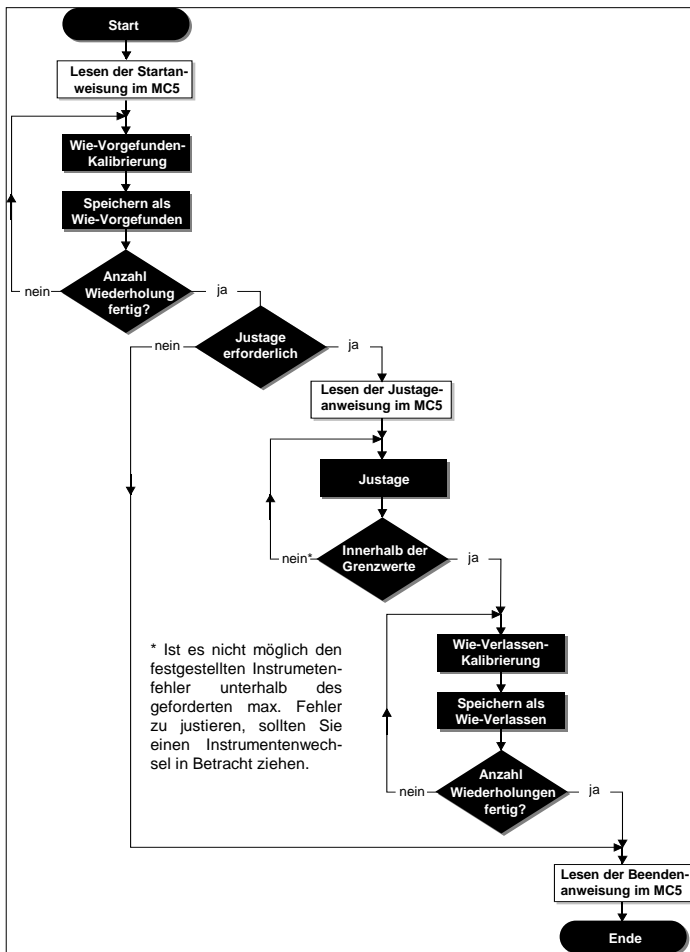 Start
Lesen der Startan-
weisung im MC5
Wie-Vorgefunden-
Kalibrierung
Speichern als
Wie-Vorgefunden
Anzahl
Wiederholung
fertig?
nein
ja
Justage
erforderlich
nein
ja
Lesen der Justage-
anweisung im MC5
Justage
Innerhalb der
Grenzwerte
nein*
ja
* Ist es nicht möglich den
festgestellten Instrumeten-
fehler unterhalb des
geforderten max. Fehler
zu justieren, sollten Sie
einen Instrumentenwech-
sel in Betracht ziehen.
Wie-Verlassen-
Kalibrierung
Speichern als
Wie-Verlassen
Anzahl
Wiederholungen
fertig?
nein
ja
Lesen der Beenden-
anweisung im MC5
Ende